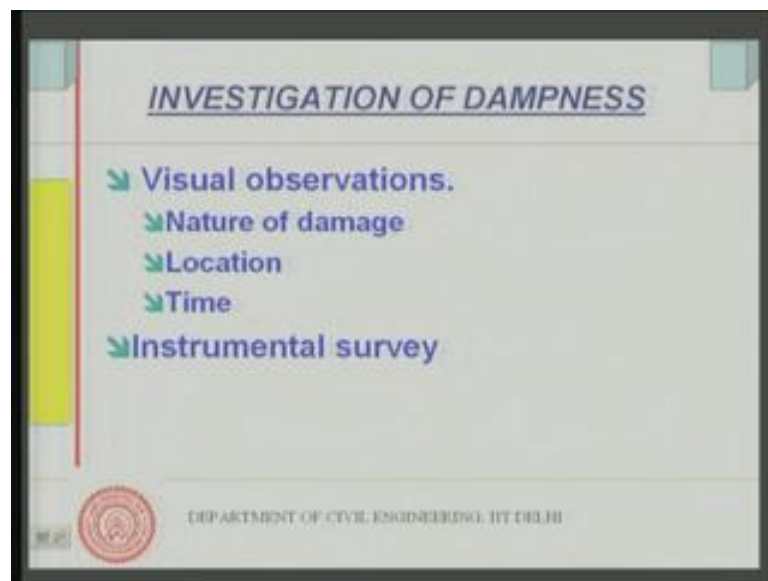 INVESTIGATION OF DAMPNESS
Visual observations.
Nature of damage
Location
Time
Instrumental survey
DEPARTMENT OF CIVIL ENGINEERING, IIT DELHI